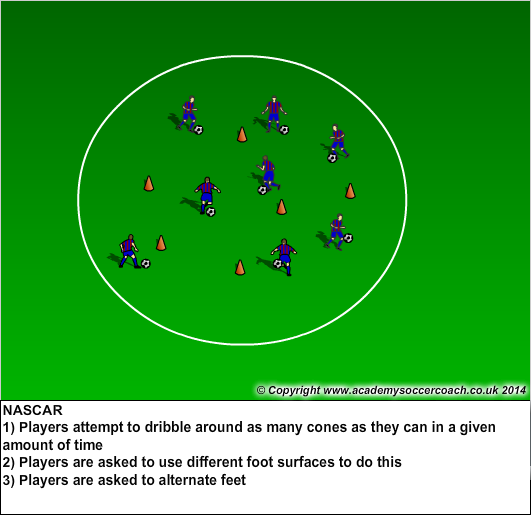 © Copyright www.academysoccercoach.co.uk 2014
NASCAR
1) Players attempt to dribble around as many cones as they can in a given
amount of time
2) Players are asked to use different foot surfaces to do this
3) Players are asked to alternate feet